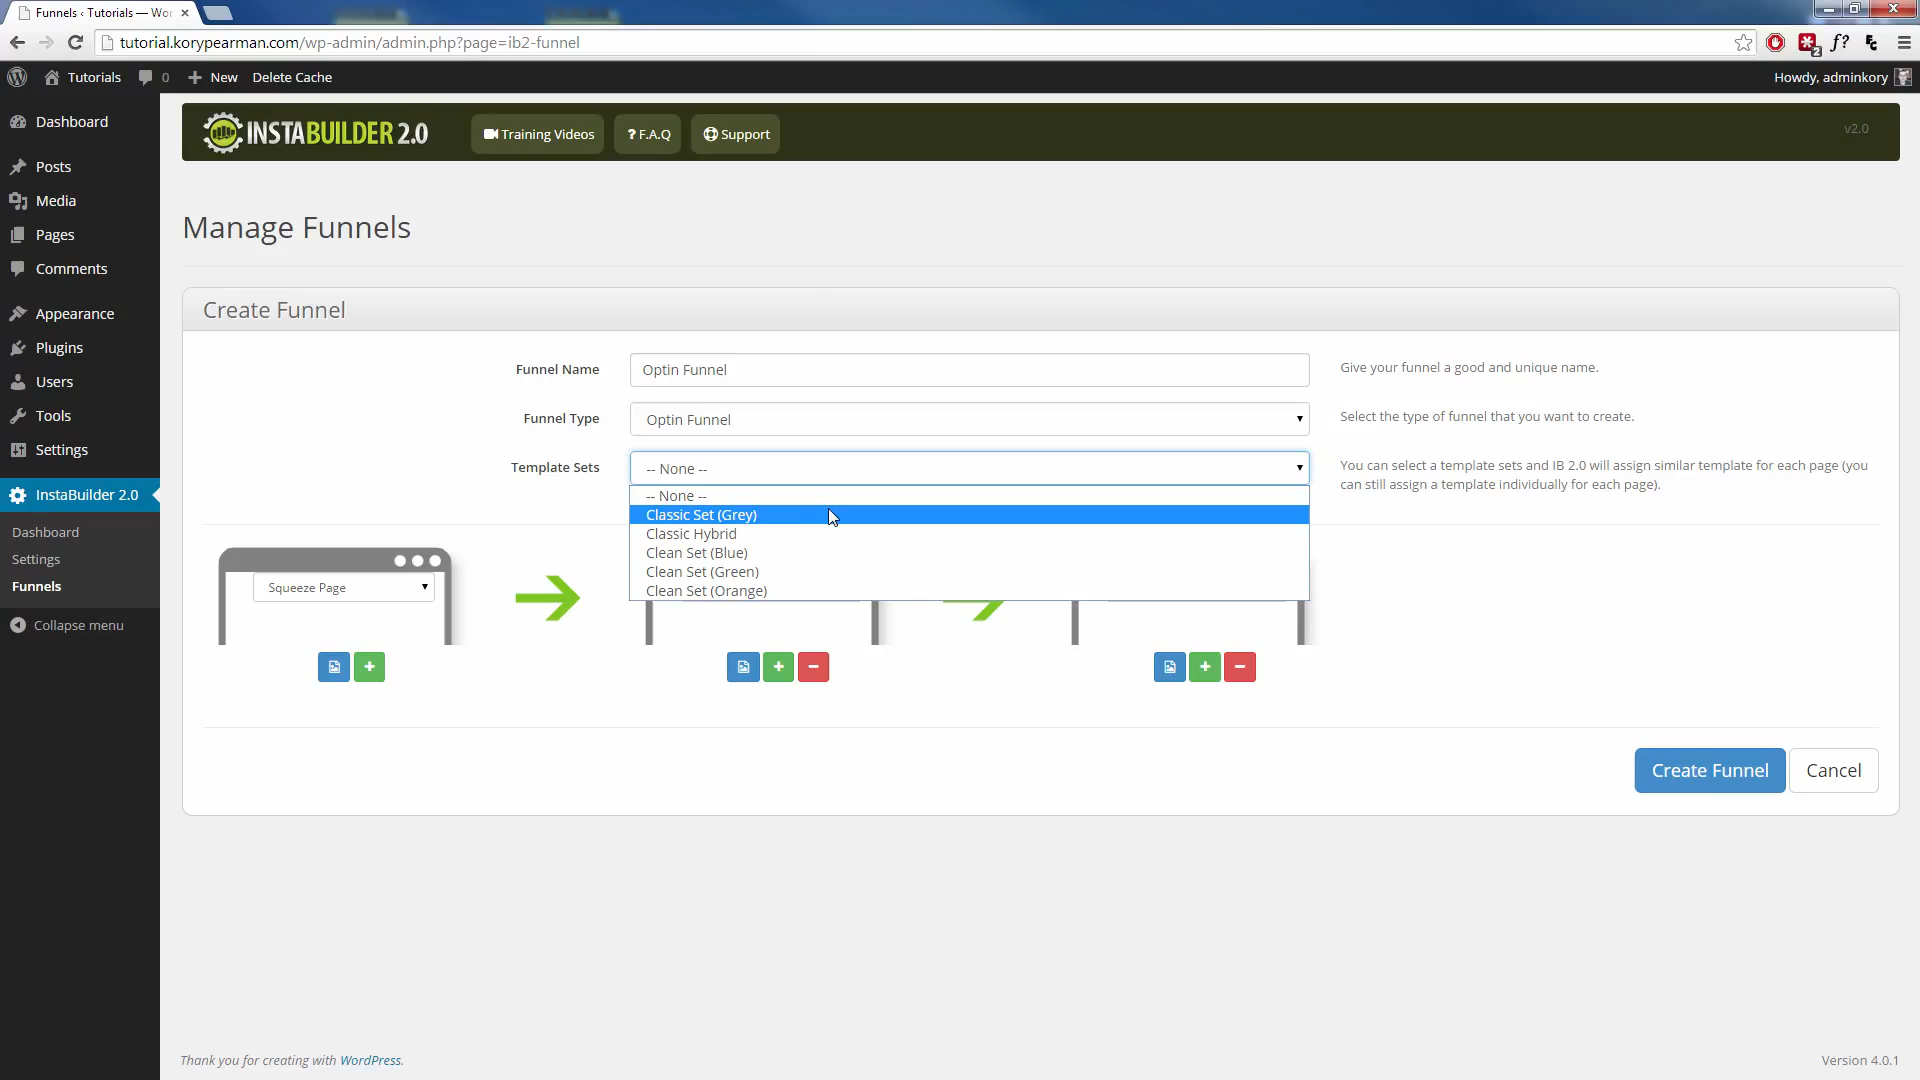 Funnels ‹ Tutorials — Wo
tutorial.korypearman.com/wp-admin/admin.php?page=ib2-funnel
2
Tutorials 0 New Delete Cache Howdy, adminkory
INSTABUILDER 2.0 Training Videos ? F.A.Q Support v2.0
Dashboard
Posts
Media
Pages
Comments
Appearance
Plugins
Users
Tools
Settings
InstaBuilder 2.0
Dashboard
Settings
Funnels
Collapse menu
Manage Funnels
Create Funnel
Funnel Name Optin Funnel Give your funnel a good and unique name.
Funnel Type Optin Funnel Select the type of funnel that you want to create.
Template Sets -- None -- You can select a template sets and IB 2.0 will assign similar template for each page (you
can still assign a template individually for each page).
-- None --
Classic Set (Grey)
Classic Hybrid
Clean Set (Blue)
Clean Set (Green)
Clean Set (Orange)
Squeeze Page
Create Funnel Cancel
Thank you for creating with WordPress. Version 4.0.1